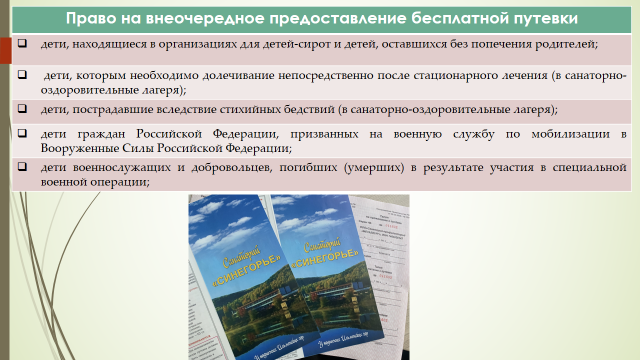 Право на внеочередное предоставление бесплатной путевки
дети, находящиеся в организациях для детей-сирот и детей, оставшихся без попечения родителей;
дети, которым необходимо долечивание непосредственно после стационарного лечения (в санаторно-
оздоровительные лагеря);
дети, пострадавшие вследствие стихийных бедствий (в санаторно-оздоровительные лагеря);
дети граждан Российской Федерации, призванных на военную службу по мобилизации в
Вооруженные Силы Российской Федерации;
дети военнослужащих и добровольцев, погибших (умерших) в результате участия в специальной
военной операции;
Санаторий
«СИНЕГОРЬЕ»
Санаторий
«СИНЕГОРЬЕ»